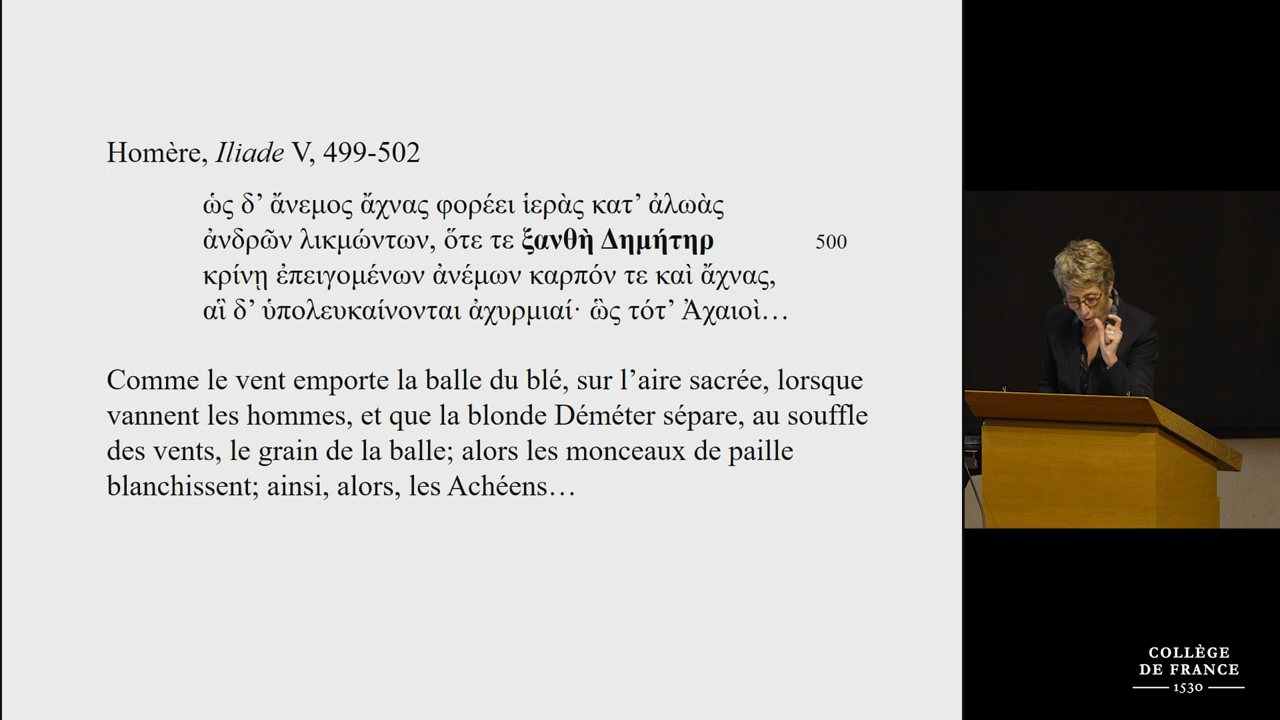 Homère, Iliade V, 499-502
ὡς δ’ ἄνεμος ἄχνας φορέει ἱερὰς κατ’ ἀλωὰς
ἀνδρῶν λικμώντων, ὅτε τε ξανθὴ Δημήτηρ 500
κρίνῃ ἐπειγομένων ἀνέμων καρπόν τε καὶ ἄχνας,
αἳ δ’ ὑπολευκαίνονται ἀχυρμιαί· ὣς τότ’ Ἀχαιοὶ…
Comme le vent emporte la balle du blé, sur l’aire sacrée, lorsque
vannent les hommes, et que la blonde Déméter sépare, au souffle
des vents, le grain de la balle; alors les monceaux de paille
blanchissent; ainsi, alors, les Achéens…
COLLÈGE
DE FRANCE
1530